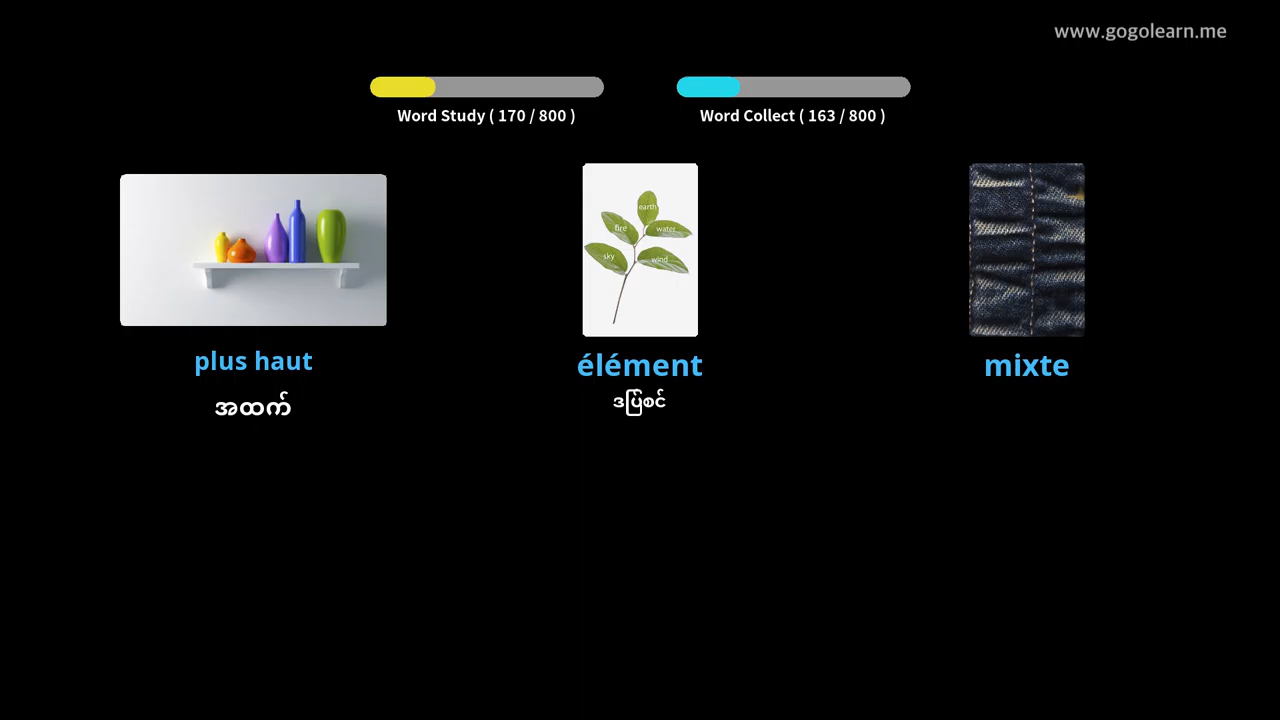 www.gogolearn.me
Word Study ( 170 / 800 )
Word Collect ( 163 / 800 )
earth
fire
water
sky
wind
plus haut
élément
mixte
အထက်
ဒပ်စင်